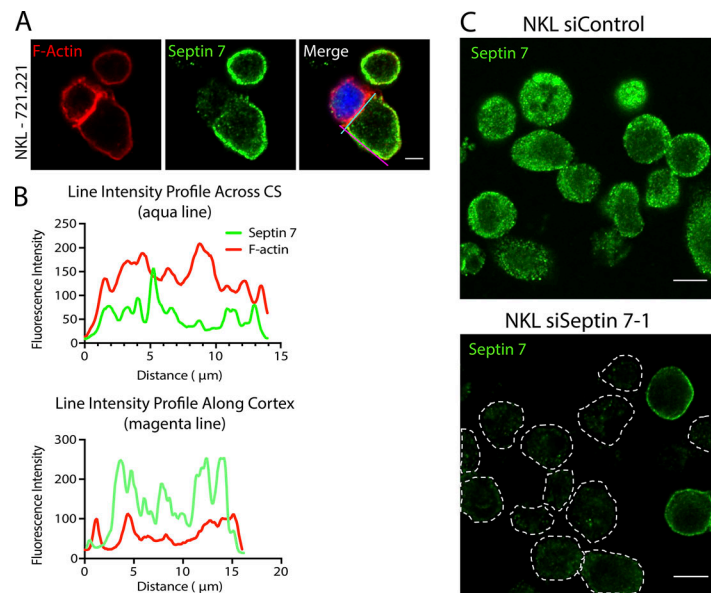 A
F-Actin
Septin 7
Merge
NKL - 721.221
B
Line Intensity Profile Across CS
(aqua line)
Septin 7
F-actin
Fluorescence Intensity
250
200
150
100
50
0
0
5
10
15
Distance ( μm)
Line Intensity Profile Along Cortex
(magenta line)
Fluorescence Intensity
300
200
100
0
0
5
10
15
20
Distance ( μm)
C
NKL siControl
Septin 7
NKL siSeptin 7-1
Septin 7